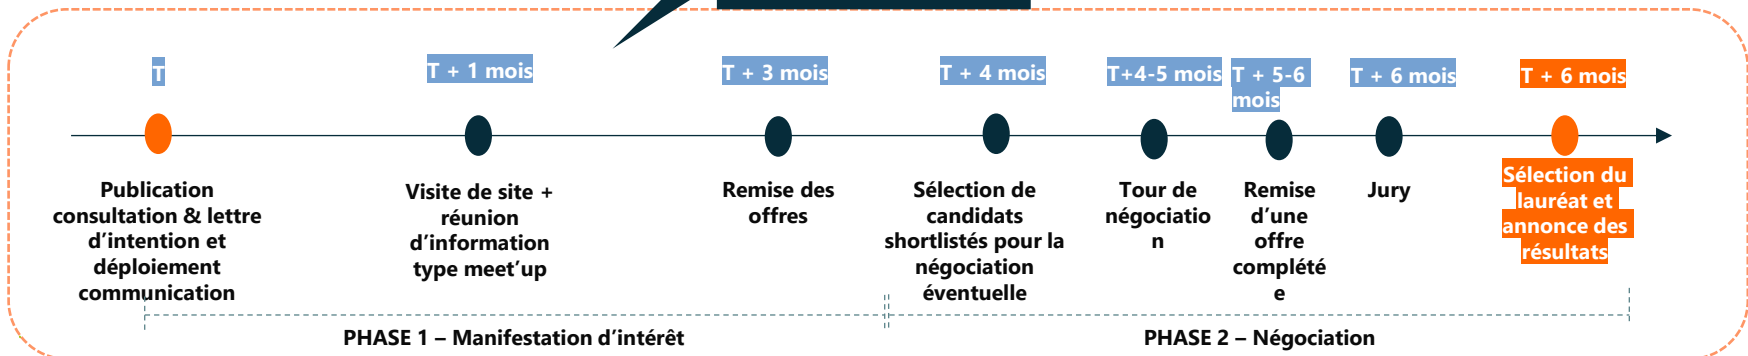 T
T + 1 mois
T + 3 mois
T + 4 mois
T+4-5 mois
T + 5-6
mois
T + 6 mois
T + 6 mois
Publication
consultation & lettre
d’intention et
déploiement
communication
Visite de site +
réunion
d’information
type meet’up
Remise des
offres
Sélection de
candidats
shortlistés pour la
négociation
éventuelle
Tour de
négociatio
n
Remise
d’une
offre
complété
e
Jury
Sélection du
lauréat et
annonce des
résultats
PHASE 1 – Manifestation d’intérêt
PHASE 2 – Négociation